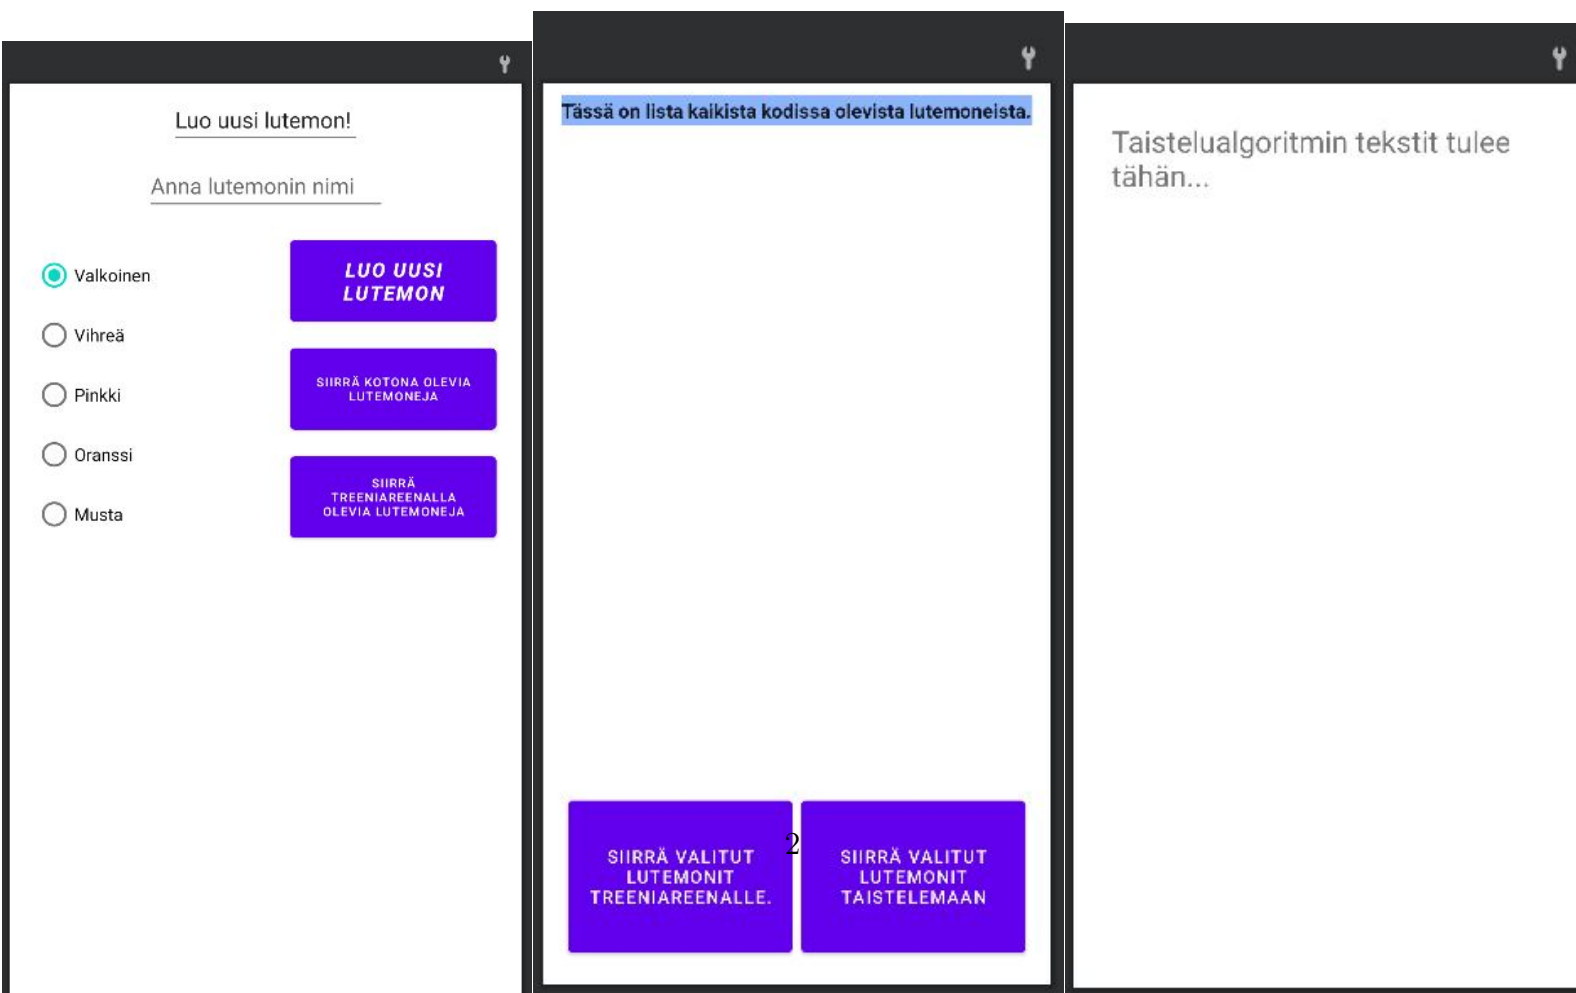 Luo uusi lutemon!
Anna lutemonin nimi
Valkoinen
Vihreä
Pinkki
Oranssi
Musta
LUO UUSI
LUTEMON
SIIRRÄ KOTONA OLEVIA
LUTEMONEJA
SIIRRÄ
TREENIAREENALLA
OLEVIA LUTEMONEJA
Tässä on lista kaikista kodissa olevista lutemoneista.
SIIRRÄ VALITUT
LUTEMONIT
TREENIAREENALLE.
2
SIIRRÄ VALITUT
LUTEMONIT
TAISTELEMAAN
Taistelualgoritmin tekstit tulee
tähän...